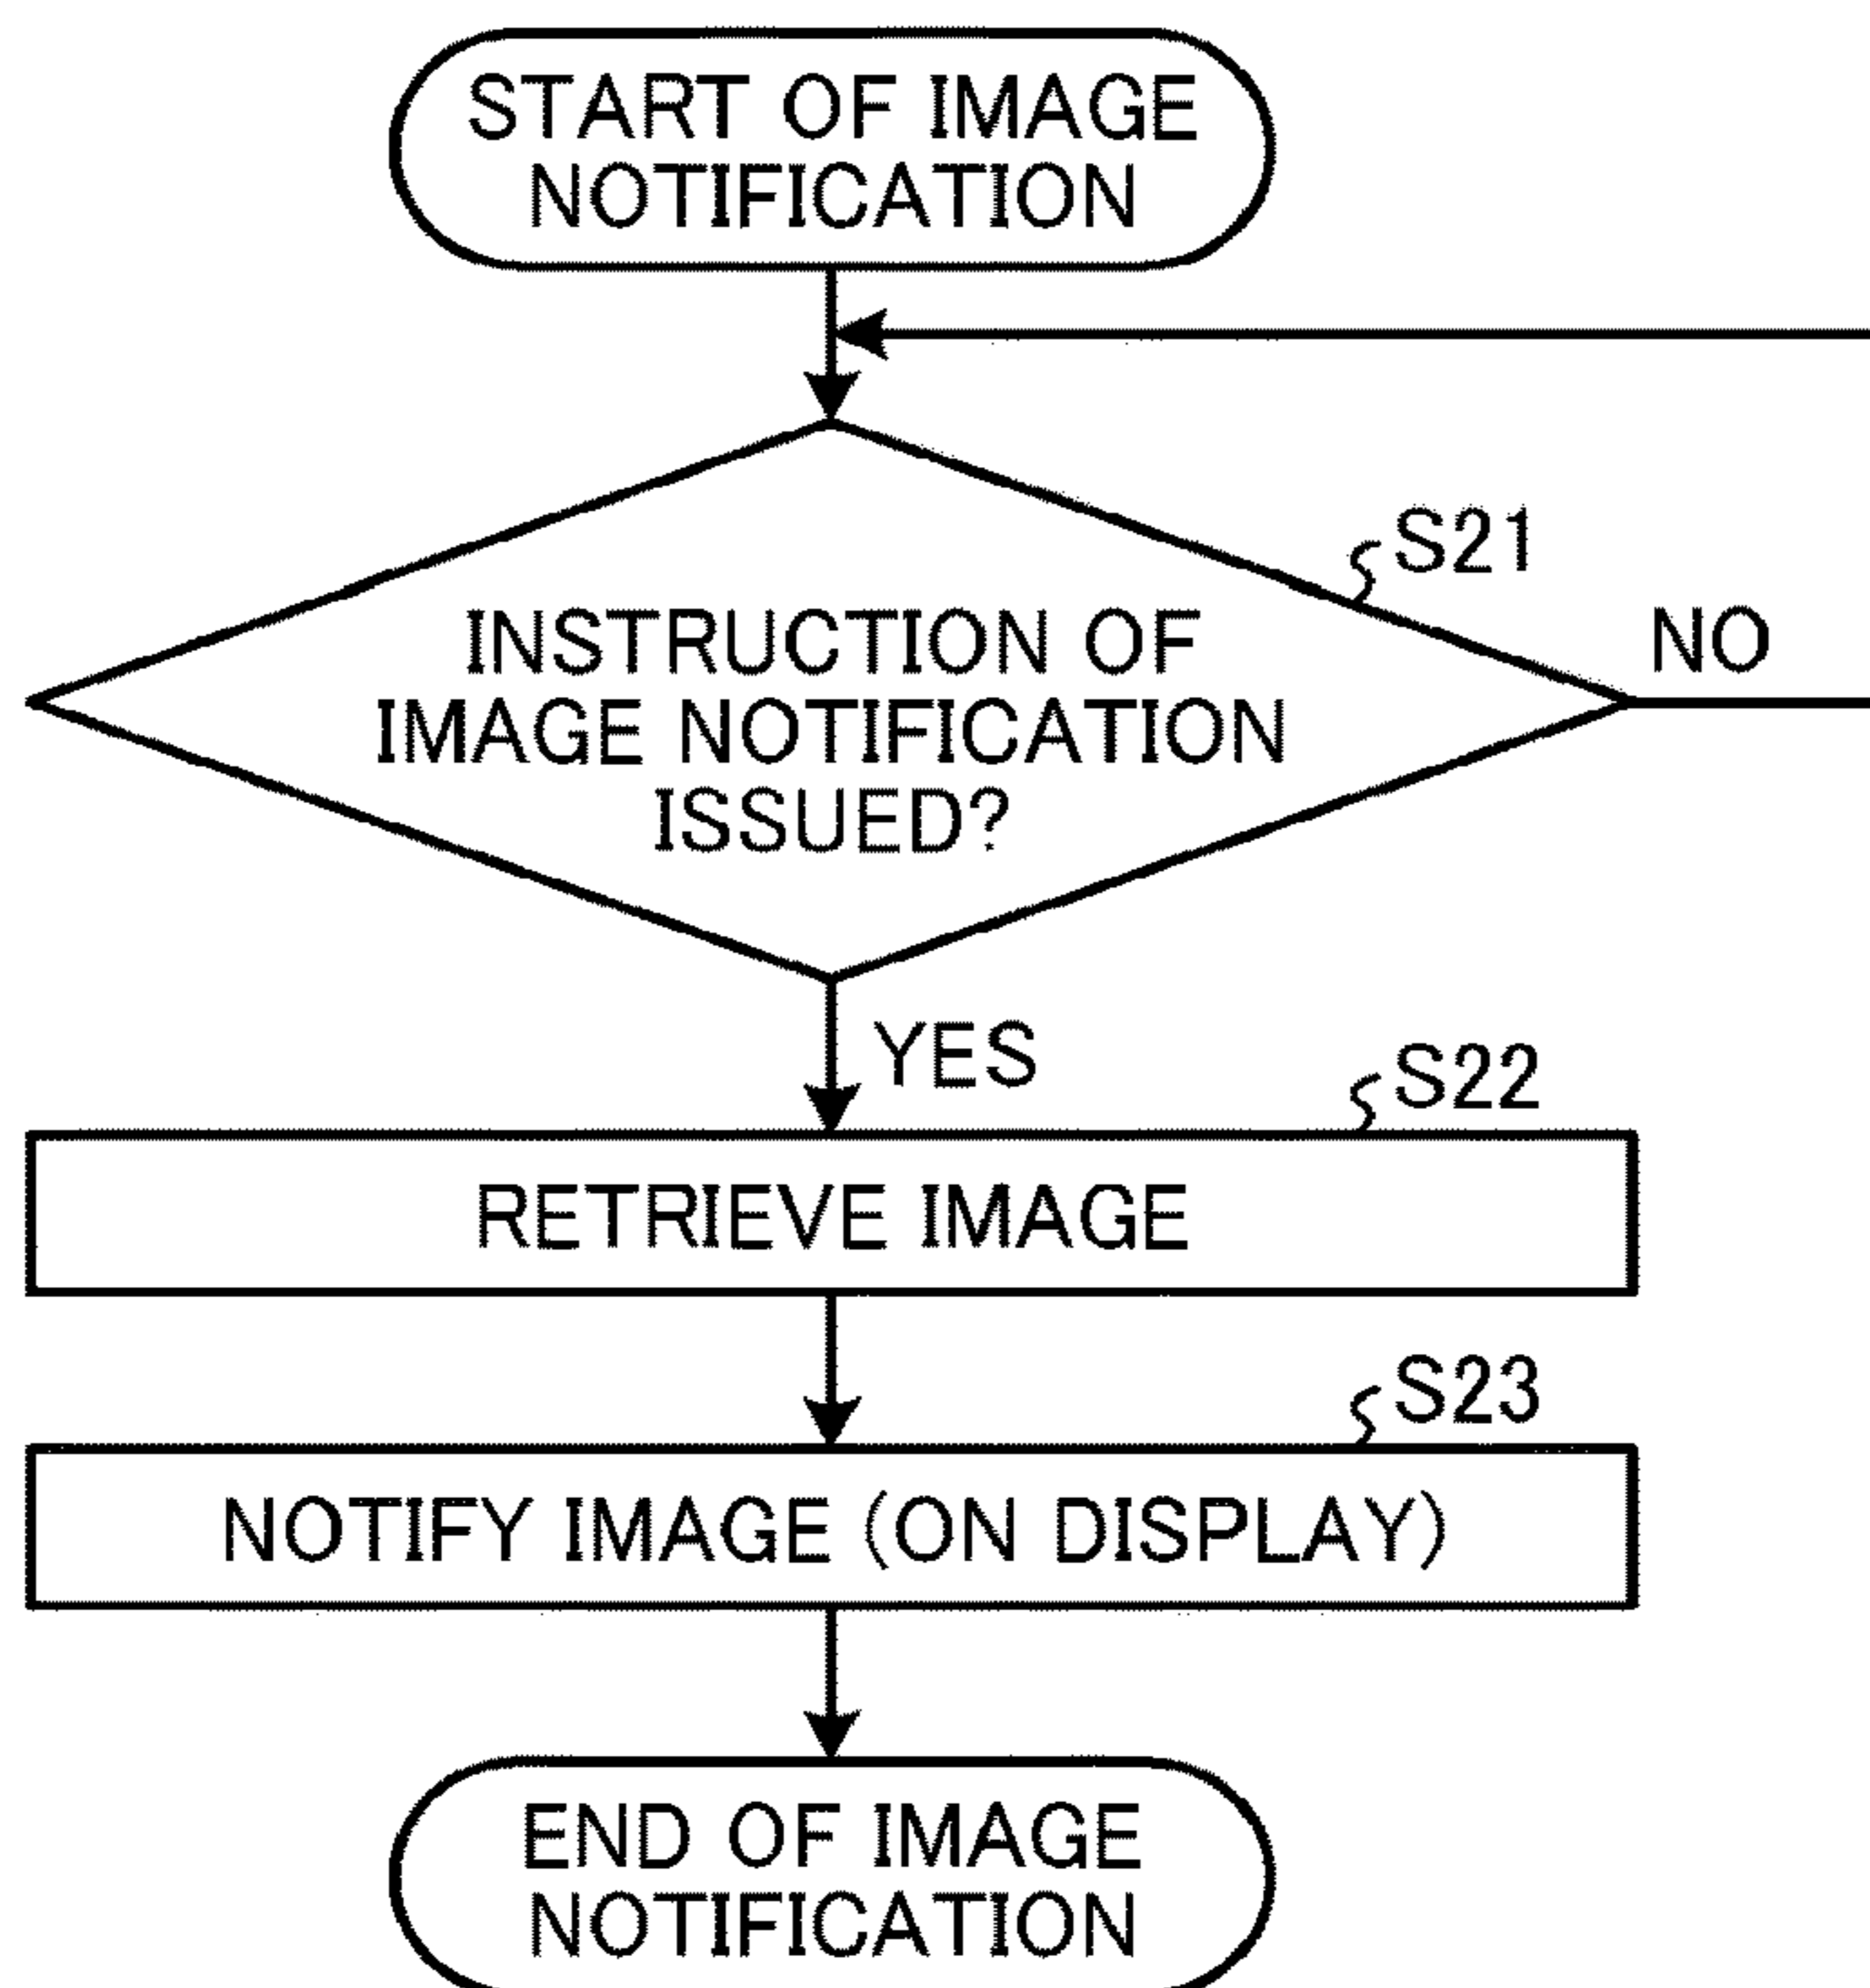 START OF IMAGE
NOTIFICATION
S21
INSTRUCTION OF
IMAGE NOTIFICATION
ISSUED?
NO
YES
S22
RETRIEVE IMAGE
S23
NOTIFY IMAGE (ON DISPLAY)
END OF IMAGE
NOTIFICATION